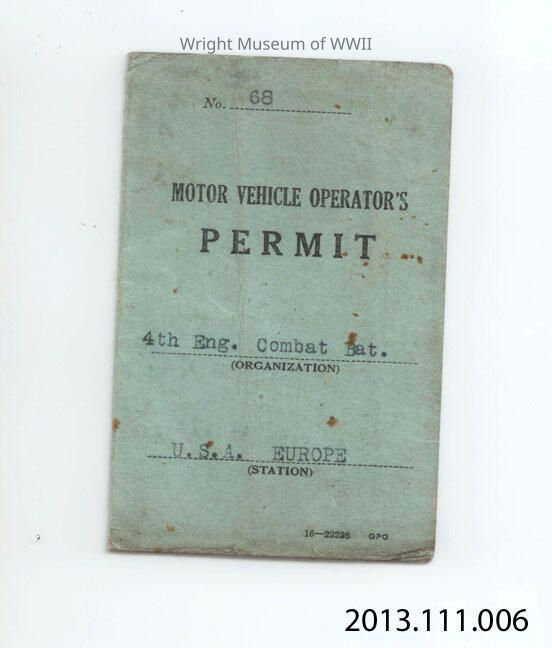 Wright Museum of WWII
No. 68
MOTOR VEHICLE OPERATOR'S
PERMIT
4th Eng. Combat Bat.
(ORGANIZATION)
U.S.A. EUROPE
(STATION)
16—22236 GPO
2013.111.006